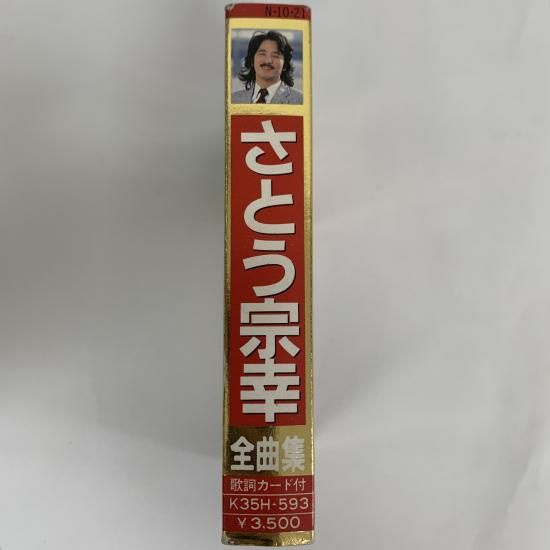 N·10·21
さとう宗幸
全曲集
歌詞カード付
K35H-593
¥3,500